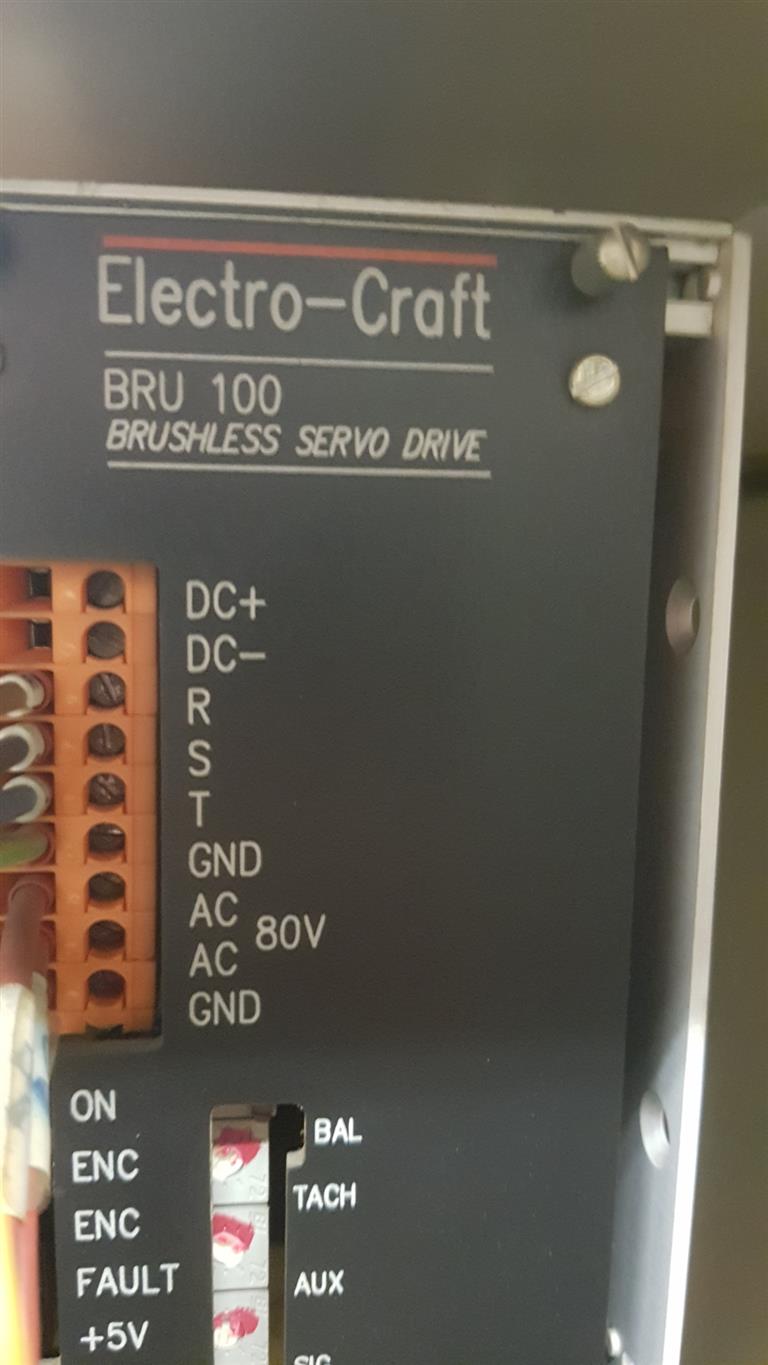 Electro-Craft
BRU 100
BRUSHLESS SERVO DRIVE
DC+
DC-
R
S
T
GND
AC
80V
AC
GND
ON
BAL
ENC
TACH
ENC
AUX
FAULT
+5V
SIG